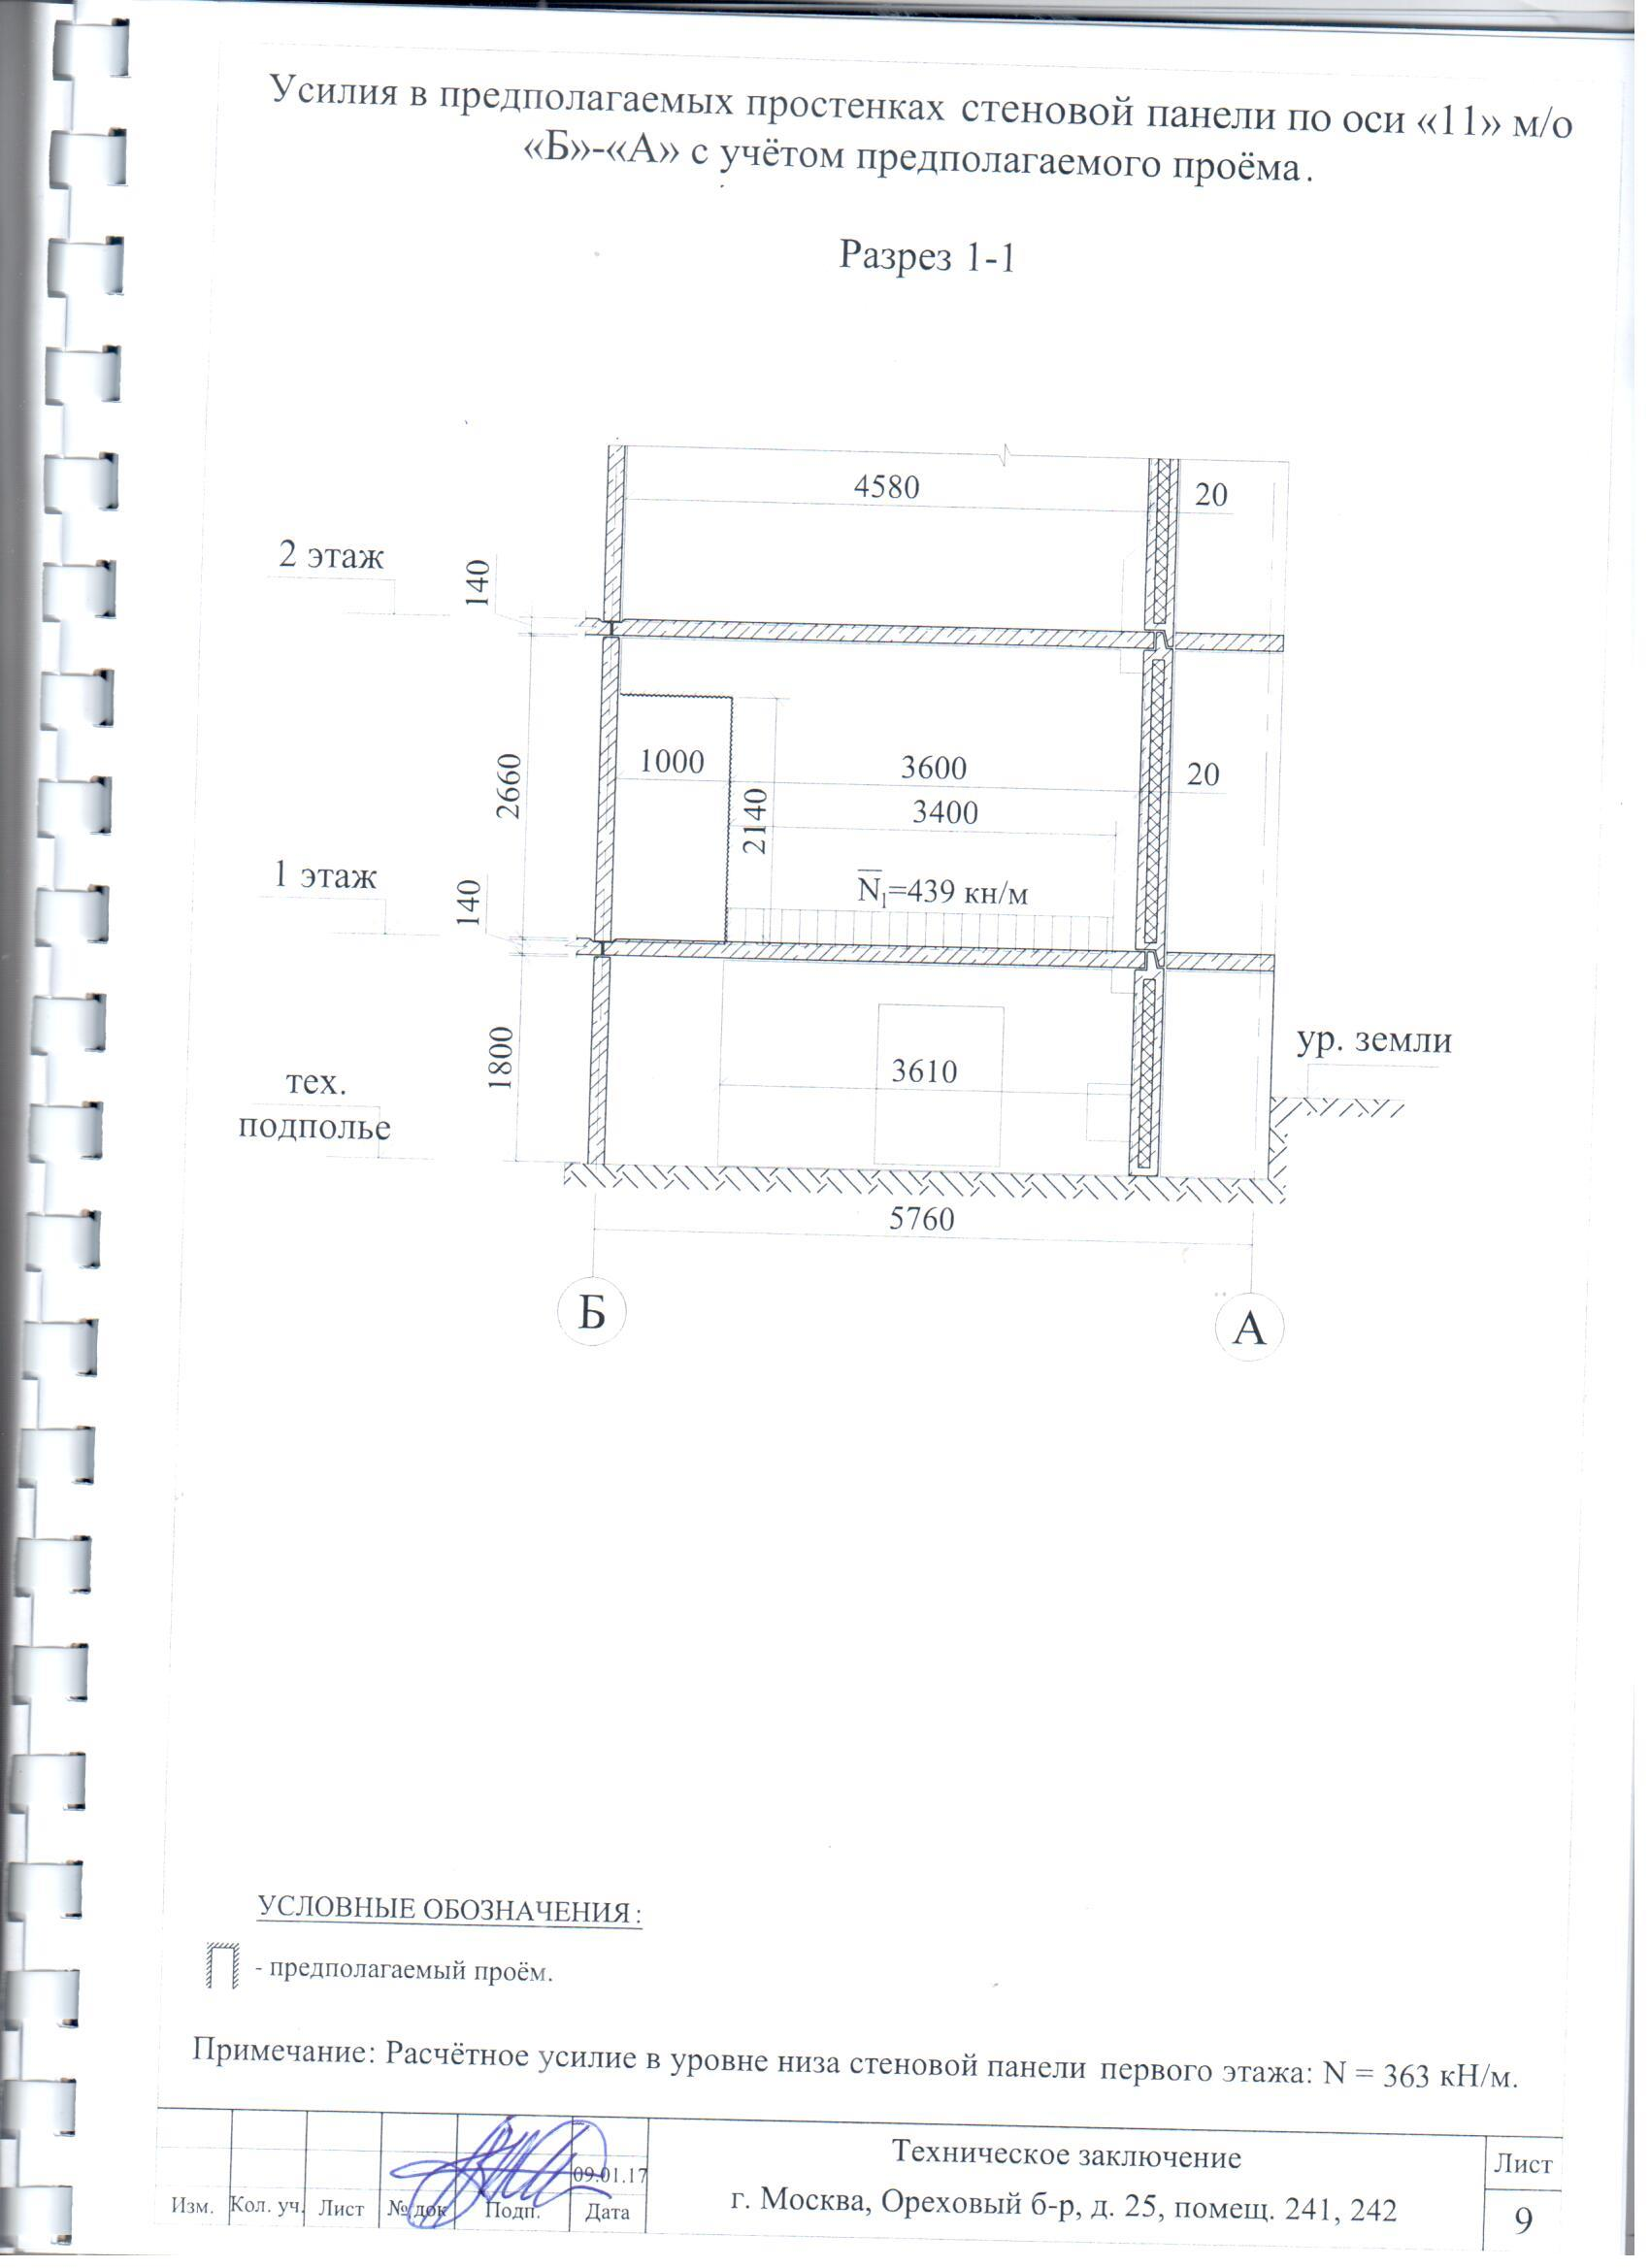 Усилия в предполагаемых простенках стеновой панели по оси «11» м/о
«Б»-«А» с учётом предполагаемого проёма.
Разрез 1-1
4580
20
2 этаж
140
2660
1000
3600
20
2140
3400
N̅₁=439 кн/м
1 этаж
140
1800
3610
ур. земли
тех.
подполье
5760
Б
А
УСЛОВНЫЕ ОБОЗНАЧЕНИЯ:
- предполагаемый проём.
Примечание: Расчётное усилие в уровне низа стеновой панели первого этажа: N = 363 кН/м.
09.01.17
Изм.
Кол. уч.
Лист
№ док
Подп.
Дата
Техническое заключение
г. Москва, Ореховый б-р, д. 25, помещ. 241, 242
Лист
9